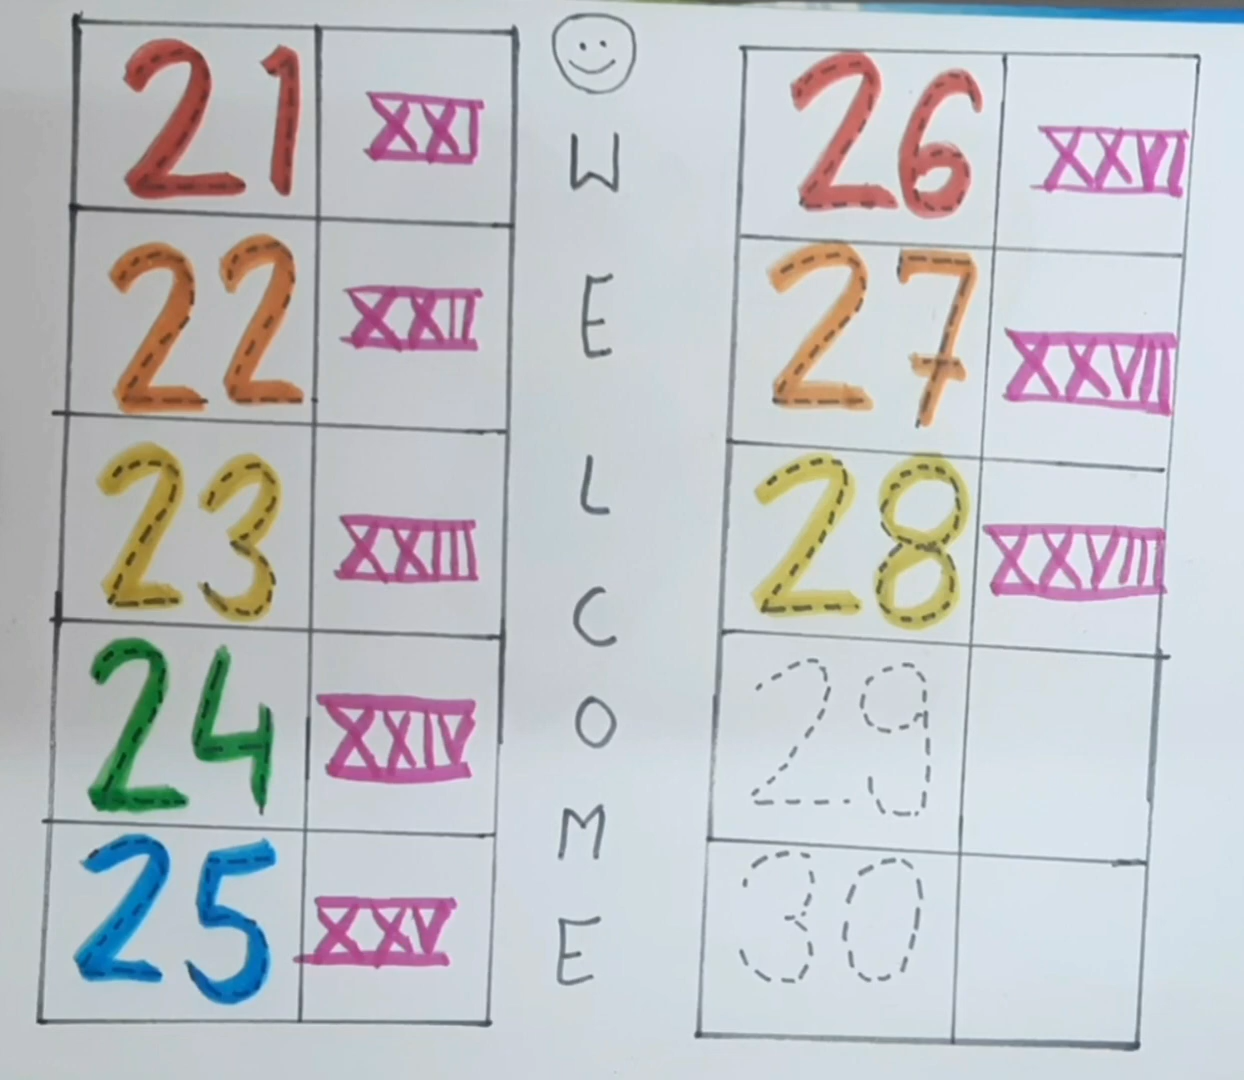 21 XXI
22 XXII
23 XXIII
24 XXIV
25 XXV
W
E
L
C
O
M
E
26 XXVI
27 XXVII
28 XXVIII
29
30